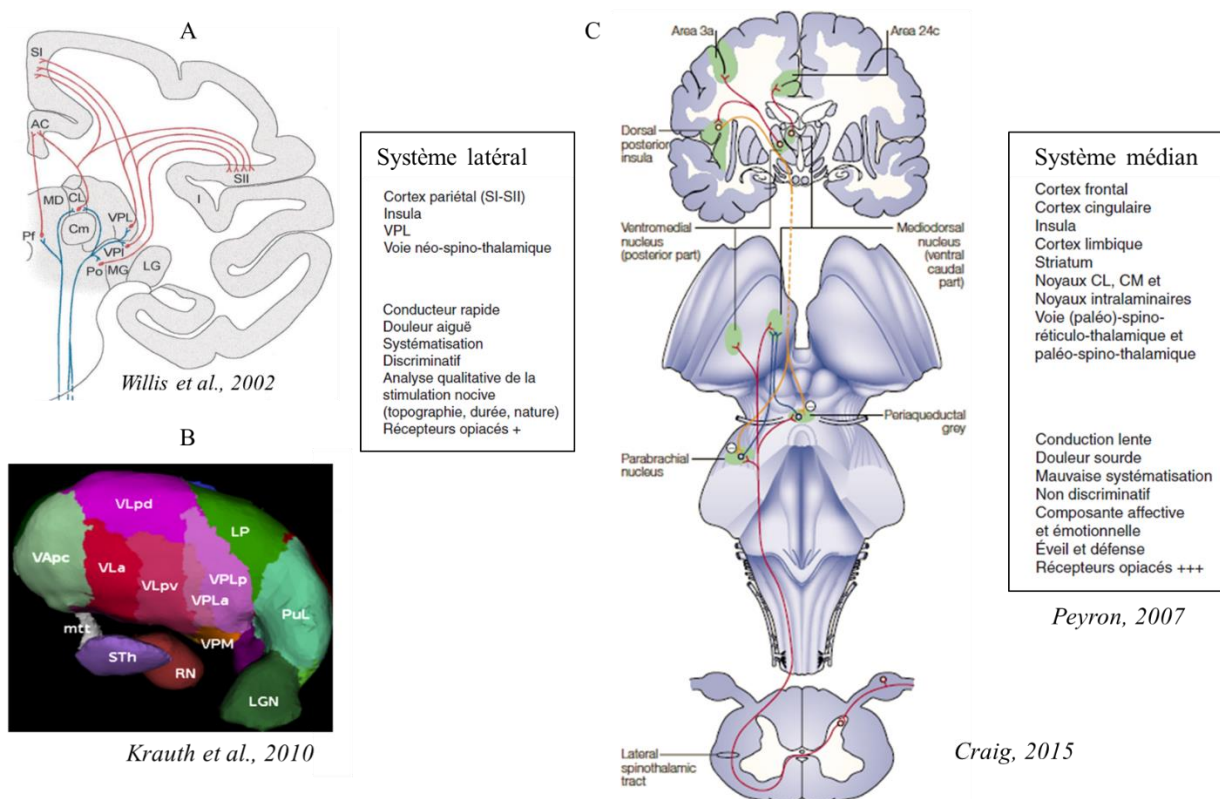 A
SI
AC
SII
MD
CL
I
VPL
Cm
Pf
VPI
Po
MG
LG
Willis et al., 2002
Système latéral
Cortex pariétal (SI-SII)
Insula
VPL
Voie néo-spino-thalamique
Conducteur rapide
Douleur aiguë
Systématisation
Discriminatif
Analyse qualitative de la
stimulation nocive
(topographie, durée, nature)
Récepteurs opiacés +
B
VLpd
LP
VApc
VLa
VLpv
VPLp
VPLa
PuL
mtt
VPM
STh
RN
LGN
Krauth et al., 2010
C
Area 3a
Area 24c
Dorsal
posterior
insula
Ventromedial
nucleus
(posterior part)
Mediodorsal
nucleus
(ventral
caudal
part)
Periaqueductal
grey
Parabrachial
nucleus
Lateral
spinothalamic
tract
Craig, 2015
Système médian
Cortex frontal
Cortex cingulaire
Insula
Cortex limbique
Striatum
Noyaux CL, CM et
Noyaux intralaminaires
Voie (paléo)-spino-
réticulo-thalamique et
paléo-spino-thalamique
Conduction lente
Douleur sourde
Mauvaise systématisation
Non discriminatif
Composante affective
et émotionnelle
Éveil et défense
Récepteurs opiacés +++
Peyron, 2007